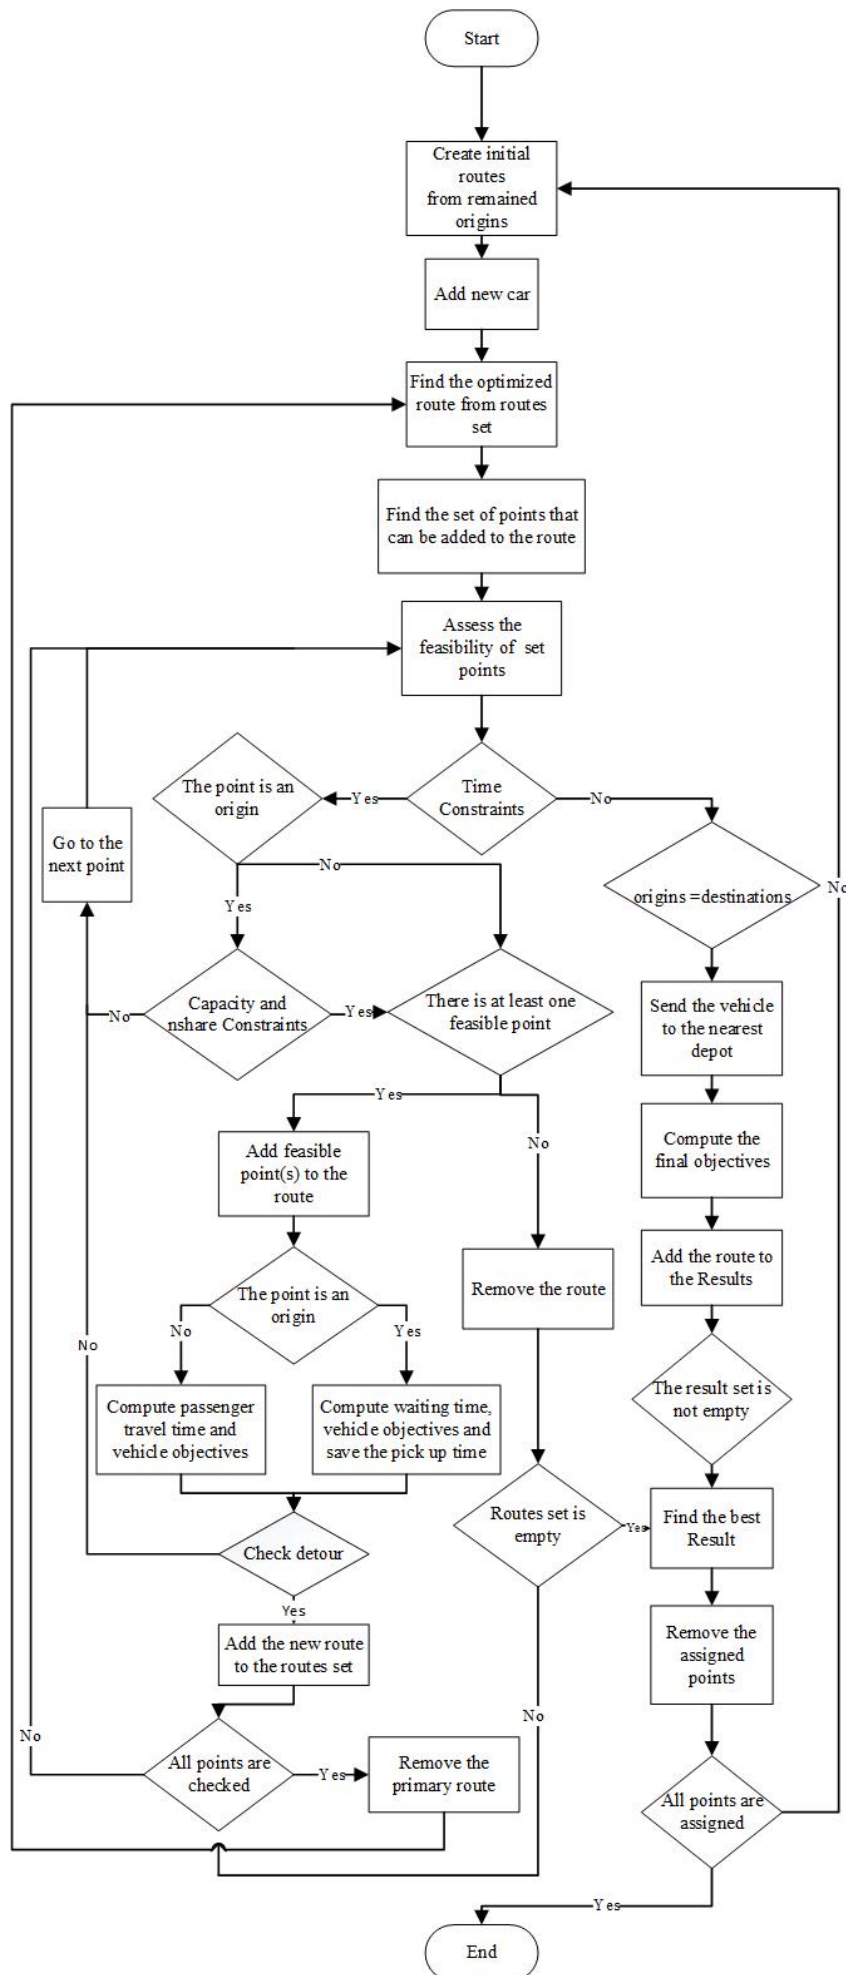 Start
Create initial
routes
from remained
origins
Add new car
Find the optimized
route from routes
set
Find the set of points that
can be added to the route
Assess the
feasibility of set
points
The point is an
origin
Yes
Time
Constraints
No
Go to the
next point
origins =destinations
No
No
Yes
Capacity and
nshare Constraints
No
Yes
There is at least one
feasible point
Send the vehicle
to the nearest
depot
Yes
No
Compute the
final objectives
Add feasible
point(s) to the
route
Add the route to
the Results
Remove the route
The point is an
origin
No
Yes
No
The result set is
not empty
Compute passenger
travel time and
vehicle objectives
Compute waiting time,
vehicle objectives and
save the pick up time
Routes set is
empty
Yes
Find the best
Result
Check detour
Yes
Add the new route
to the routes set
Remove the
assigned
points
No
No
All points are
checked
Yes
Remove the
primary route
All points are
assigned
Yes
End